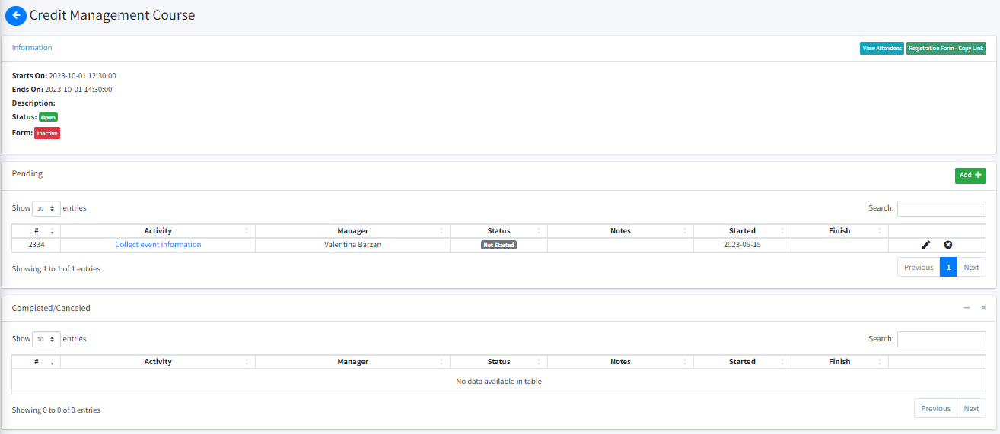 Credit Management Course
Information
View Attendees
Registration Form - Copy Link
Starts On: 2023-10-01 12:30:00
Ends On: 2023-10-01 14:30:00
Description:
Status: Open
Form: Inactive
Pending
Add
Show 10 entries
Search:
# Activity Manager Status Notes Started Finish
2334 Collect event information Valentina Barzan Not Started 2023-05-15
Showing 1 to 1 of 1 entries
Previous 1 Next
Completed/Canceled
Show 10 entries
Search:
# Activity Manager Status Notes Started Finish
No data available in table
Showing 0 to 0 of 0 entries
Previous Next